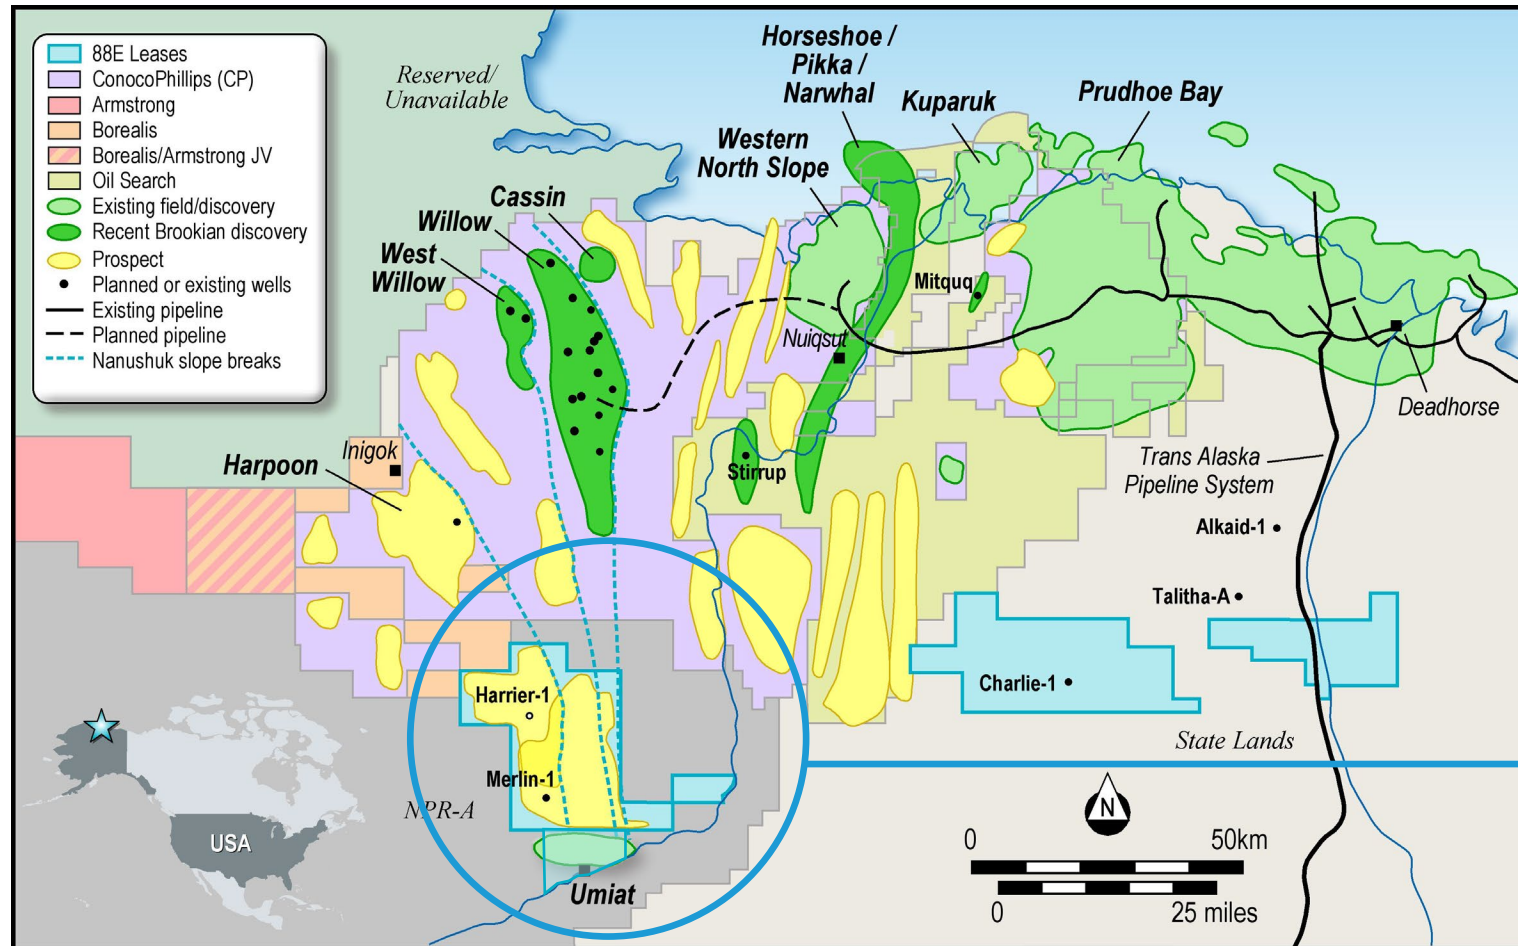 88E Leases
ConocoPhillips (CP)
Armstrong
Borealis
Borealis/Armstrong JV
Oil Search
Existing field/discovery
Recent Brookian discovery
Prospect
Planned or existing wells
Existing pipeline
Planned pipeline
Nanushuk slope breaks
Reserved/
Unavailable
Horseshoe /
Pikka /
Narwhal
Kuparuk
Prudhoe Bay
Western
North Slope
Cassin
Willow
West
Willow
Mitquq
Nuiqsut
Deadhorse
Harpoon
Inigok
Stirrup
Trans Alaska
Pipeline System
Alkaid-1
Talitha-A
Charlie-1
Harrier-1
Merlin-1
State Lands
NPR-A
USA
Umiat
N
0
50km
0
25 miles